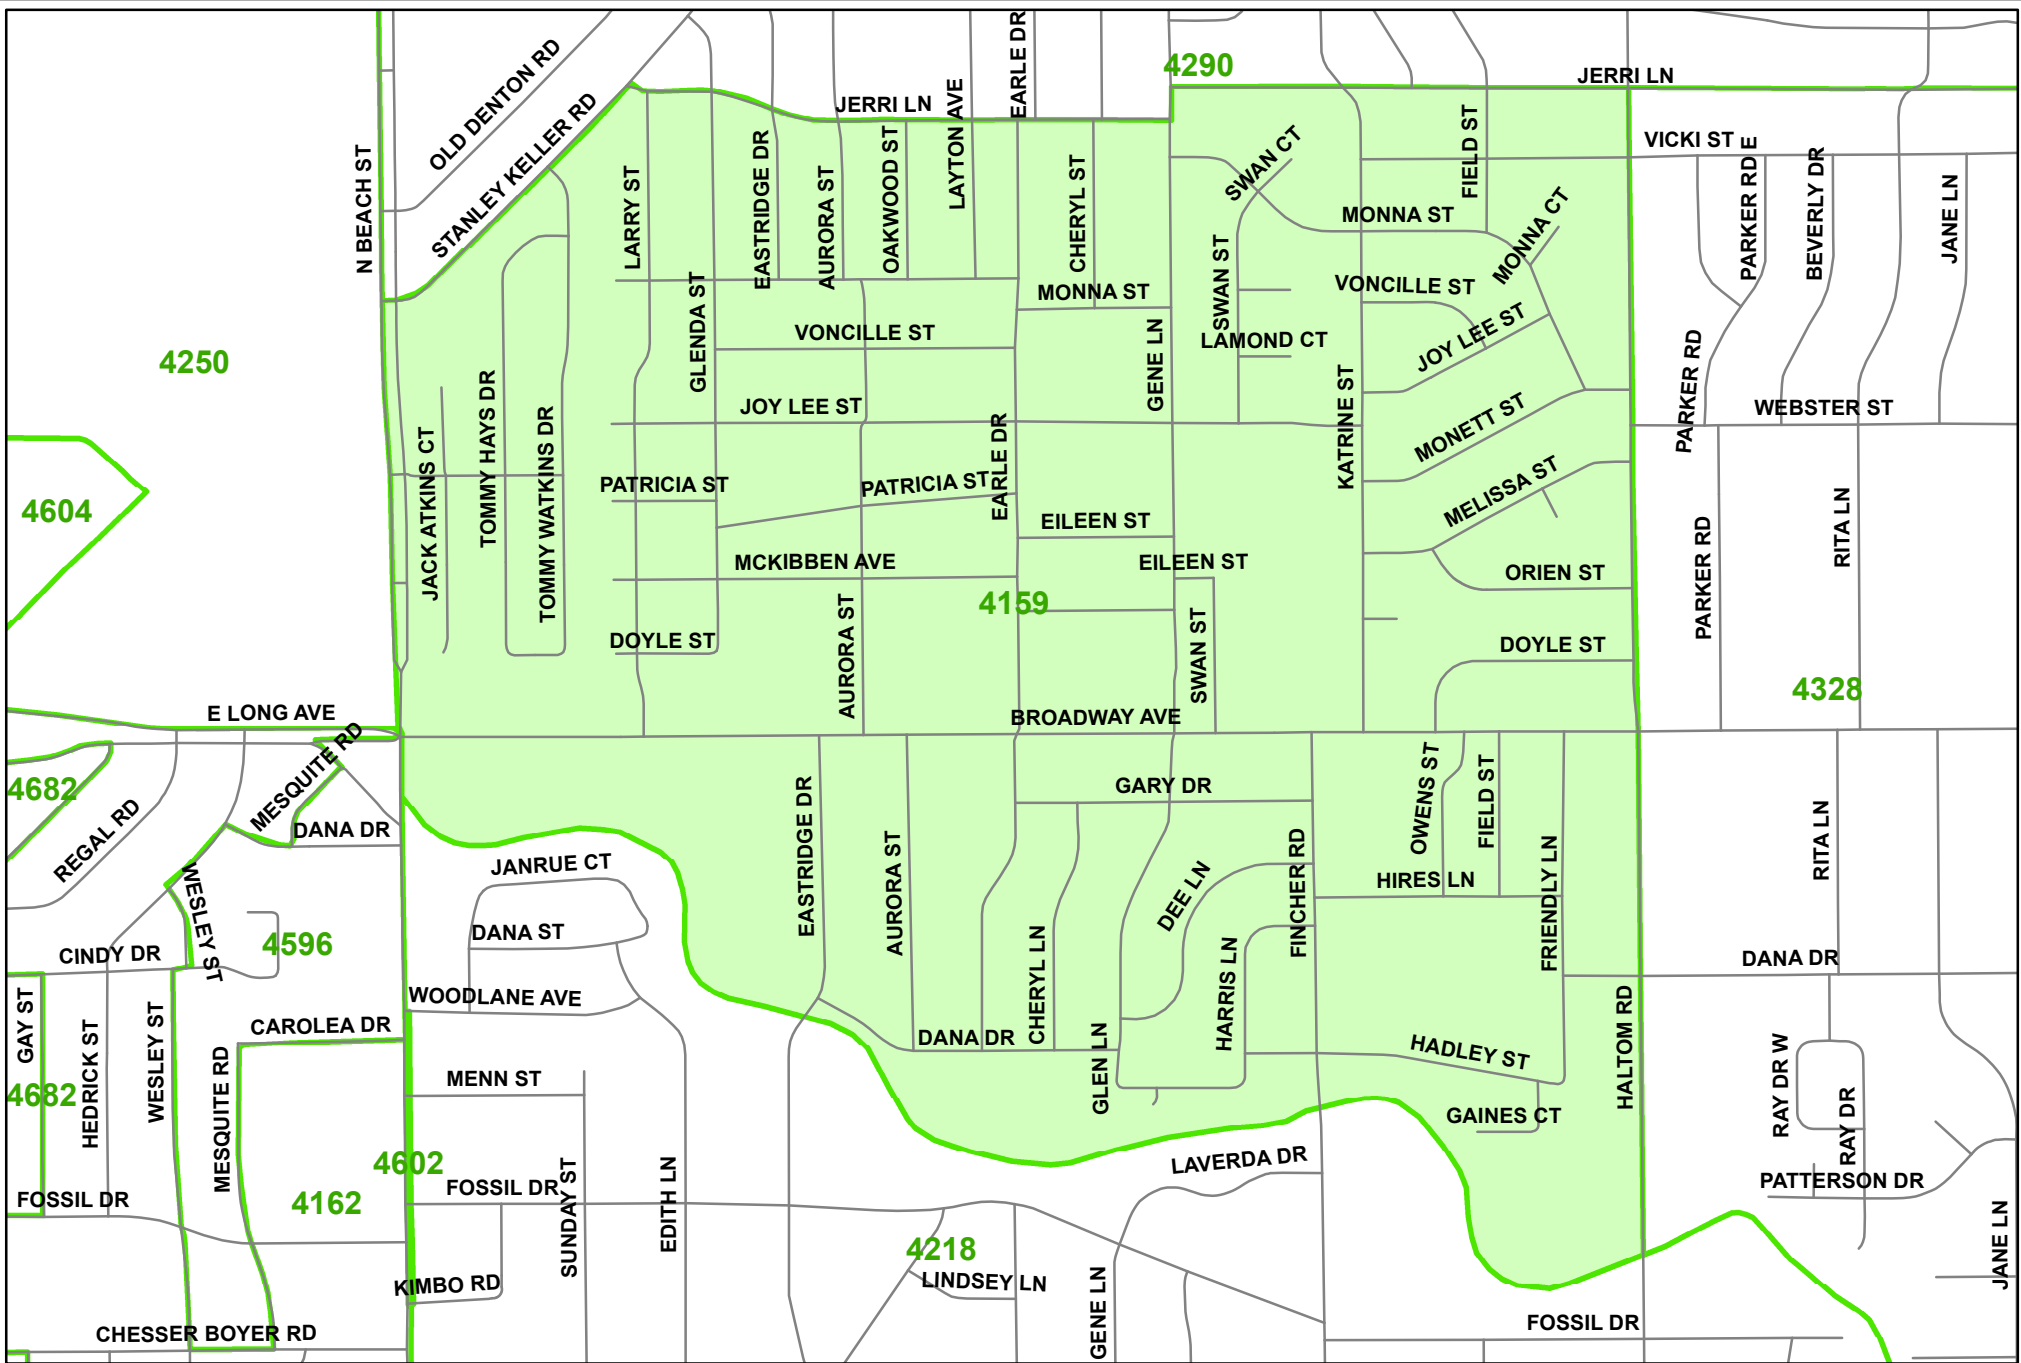 EARLE DR
4290
JERRI LN
OLD DENTON RD
JERRI LN
STANLEY KELLER RD
LAYTON AVE
FIELD ST
VICKI ST
N BEACH ST
LARRY ST
EASTRIDGE DR
AURORA ST
OAKWOOD ST
CHERYL ST
SWAN CT
MONNA ST
MONNA CT
PARKER RD E
BEVERLY DR
JANE LN
GLENDA ST
MONNA ST
SWAN ST
VONCILLE ST
VONCILLE ST
LAMOND CT
JOY LEE ST
4250
GENE LN
KATRINE ST
PARKER RD
JACK ATKINS CT
TOMMY HAYS DR
TOMMY WATKINS DR
JOY LEE ST
EARLE DR
MONETT ST
WEBSTER ST
4604
PATRICIA ST
PATRICIA ST
MELISSA ST
RITA LN
EILEEN ST
EILEEN ST
MCKIBBEN AVE
ORIEN ST
PARKER RD
4159
AURORA ST
SWAN ST
DOYLE ST
DOYLE ST
4328
E LONG AVE
BROADWAY AVE
MESQUITE RD
4682
GARY DR
OWENS ST
FIELD ST
REGAL RD
DANA DR
EASTRIDGE DR
AURORA ST
RITA LN
JANRUE CT
WESLEY ST
DEE LN
FINCHER RD
HIRES LN
FRIENDLY LN
DANA ST
4596
CINDY DR
CHERYL LN
HARRIS LN
DANA DR
GAY ST
WOODLANE AVE
HEDRICK ST
WESLEY ST
CAROLEA DR
DANA DR
GLEN LN
HADLEY ST
HALTOM RD
RAY DR W
RAY DR
MESQUITE RD
MENN ST
4682
GAINES CT
4602
LAVERDA DR
FOSSIL DR
4162
FOSSIL DR
SUNDAY ST
EDITH LN
PATTERSON DR
4218
LINDSEY LN
JANE LN
KIMBO RD
GENE LN
CHESSER BOYER RD
FOSSIL DR